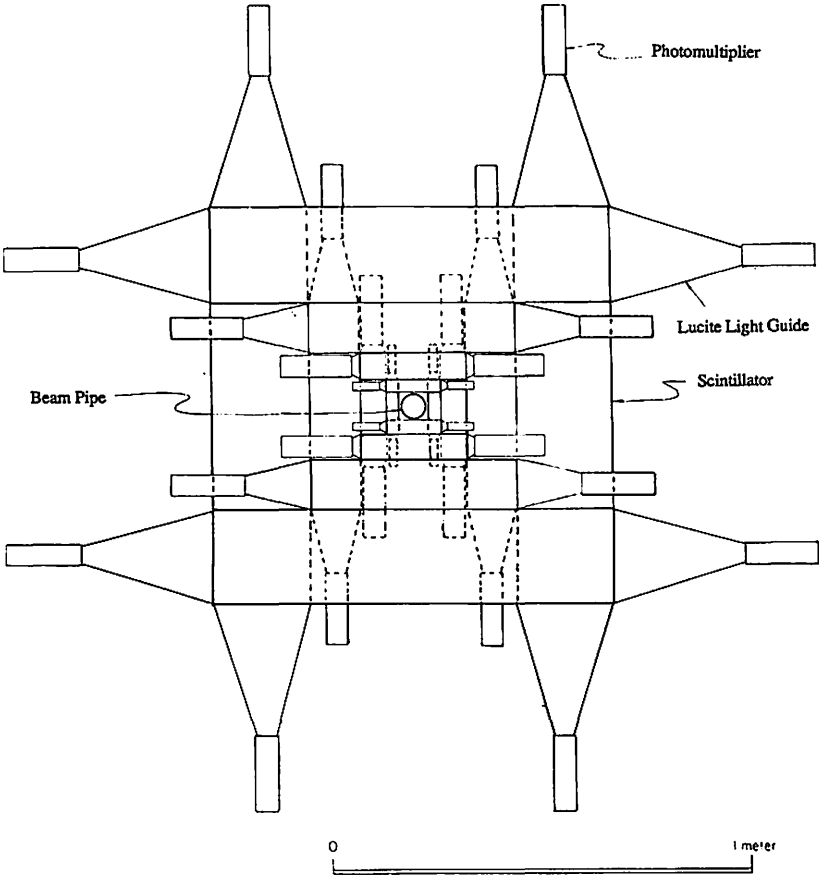 Photomultiplier
Lucite Light Guide
Scintillator
Beam Pipe
0
1 meter